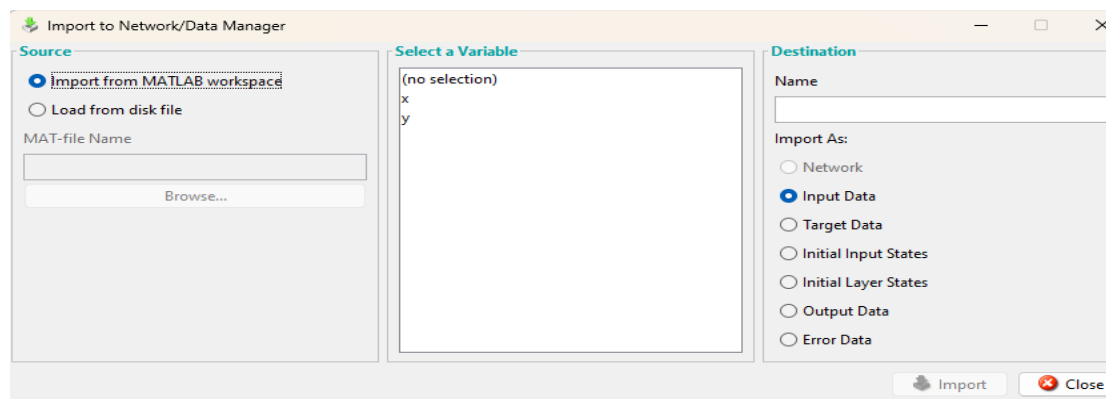 Import to Network/Data Manager
Source
Import from MATLAB workspace
Load from disk file
MAT-file Name
Browse...
Select a Variable
(no selection)
x
y
Destination
Name
Import As:
Network
Input Data
Target Data
Initial Input States
Initial Layer States
Output Data
Error Data
Import
Close